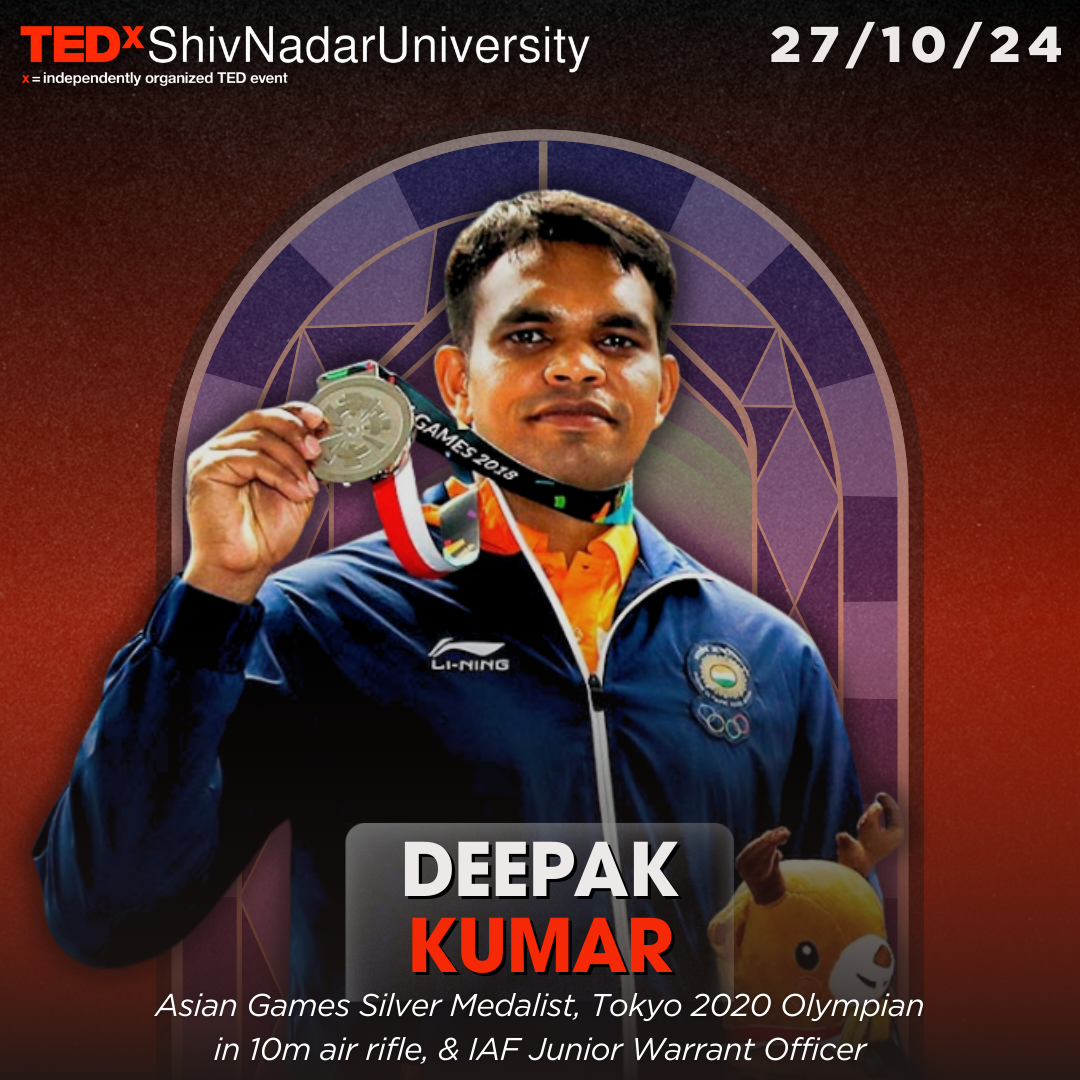 TEDxShivNadarUniversity
x = independently organized TED event
27/10/24
GAMES 2018
LI-NING
DEEPAK
KUMAR
Asian Games Silver Medalist, Tokyo 2020 Olympian
in 10m air rifle, & IAF Junior Warrant Officer